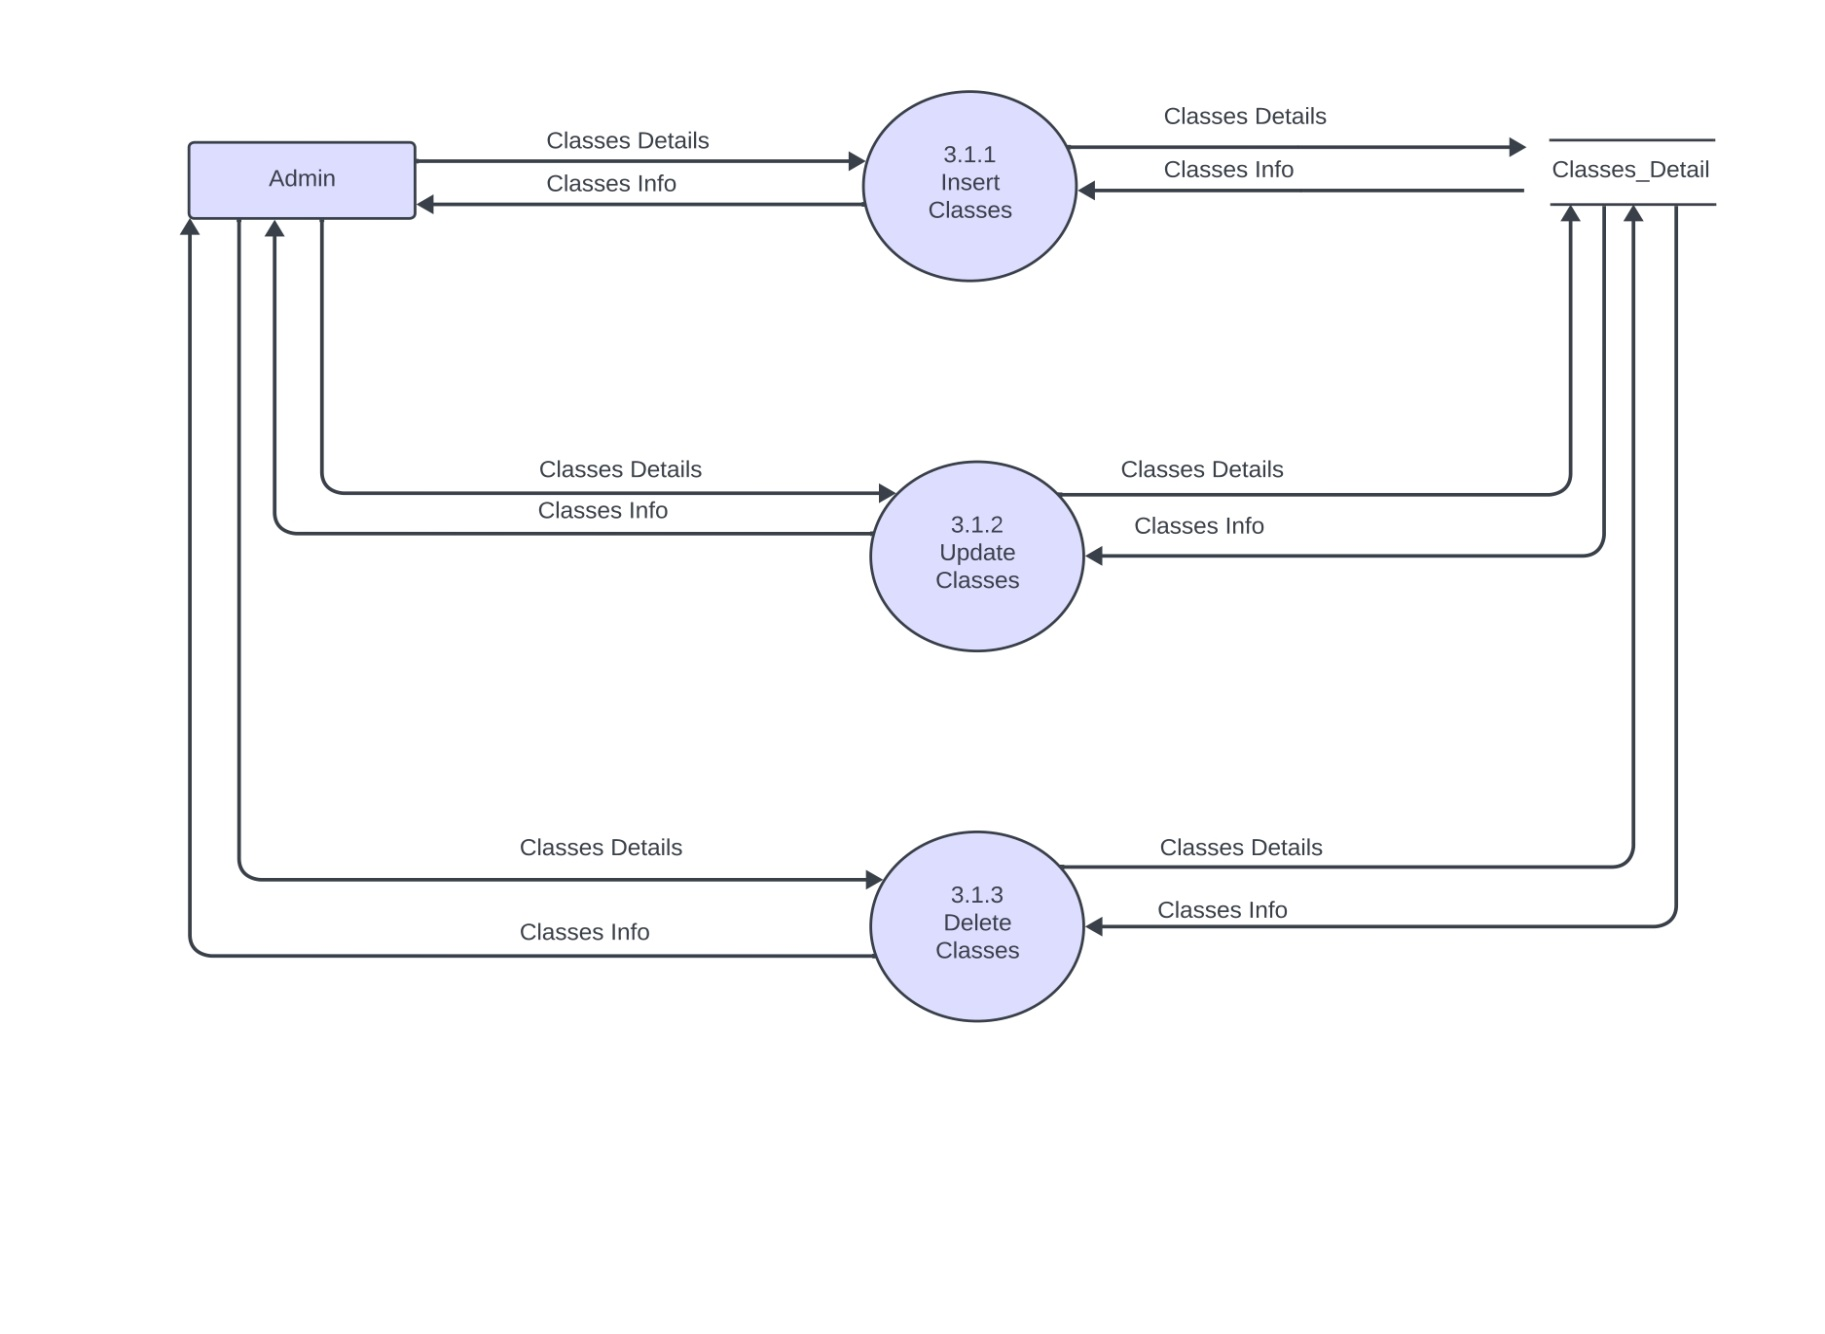 Admin
Classes Details
Classes Info
3.1.1
Insert
Classes
Classes Details
Classes Info
Classes_Detail
Classes Details
Classes Info
3.1.2
Update
Classes
Classes Details
Classes Info
Classes Details
Classes Info
3.1.3
Delete
Classes
Classes Details
Classes Info